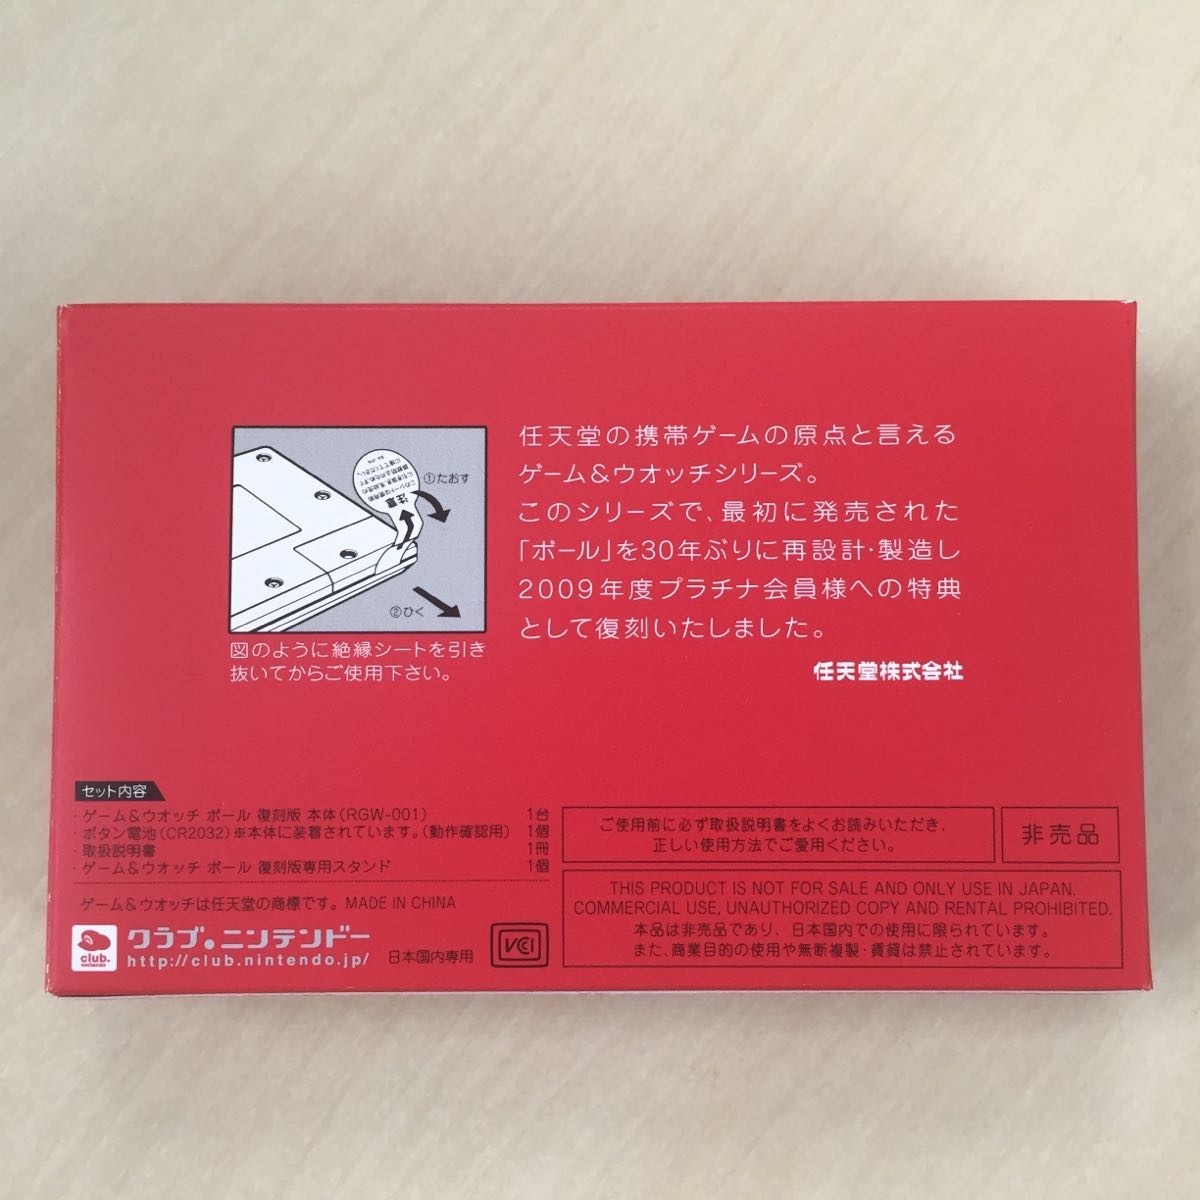 任天堂の携帯ゲームの原点と言える
ゲーム&ウオッチシリーズ。
このシリーズで、最初に発売された
「ボール」を30年ぶりに再設計・製造し
2009年度プラチナ会員様への特典
として復刻いたしました。
任天堂株式会社
注意
①たおす
②ひく
図のように絶縁シートを引き
抜いてからご使用下さい。
セット内容
・ゲーム&ウオッチ ボール 復刻版 本体(RGW-001) 1台
・ボタン電池(CR2032)※本体に装着されています。(動作確認用) 1個
・取扱説明書 1冊
・ゲーム&ウオッチ ボール 復刻版専用スタンド 1個
ゲーム&ウオッチは任天堂の商標です。 MADE IN CHINA
club.
nintendo
クラブ。ニンテンドー
http://club.nintendo.jp/
日本国内専用
VCCI
ご使用前に必ず取扱説明書をよくお読みいただき、
正しい使用方法でご愛用ください。
非売品
THIS PRODUCT IS NOT FOR SALE AND ONLY USE IN JAPAN.
COMMERCIAL USE, UNAUTHORIZED COPY AND RENTAL PROHIBITED.
本品は非売品であり、日本国内での使用に限られています。
また、商業目的の使用や無断複製・賃貸は禁止されています。